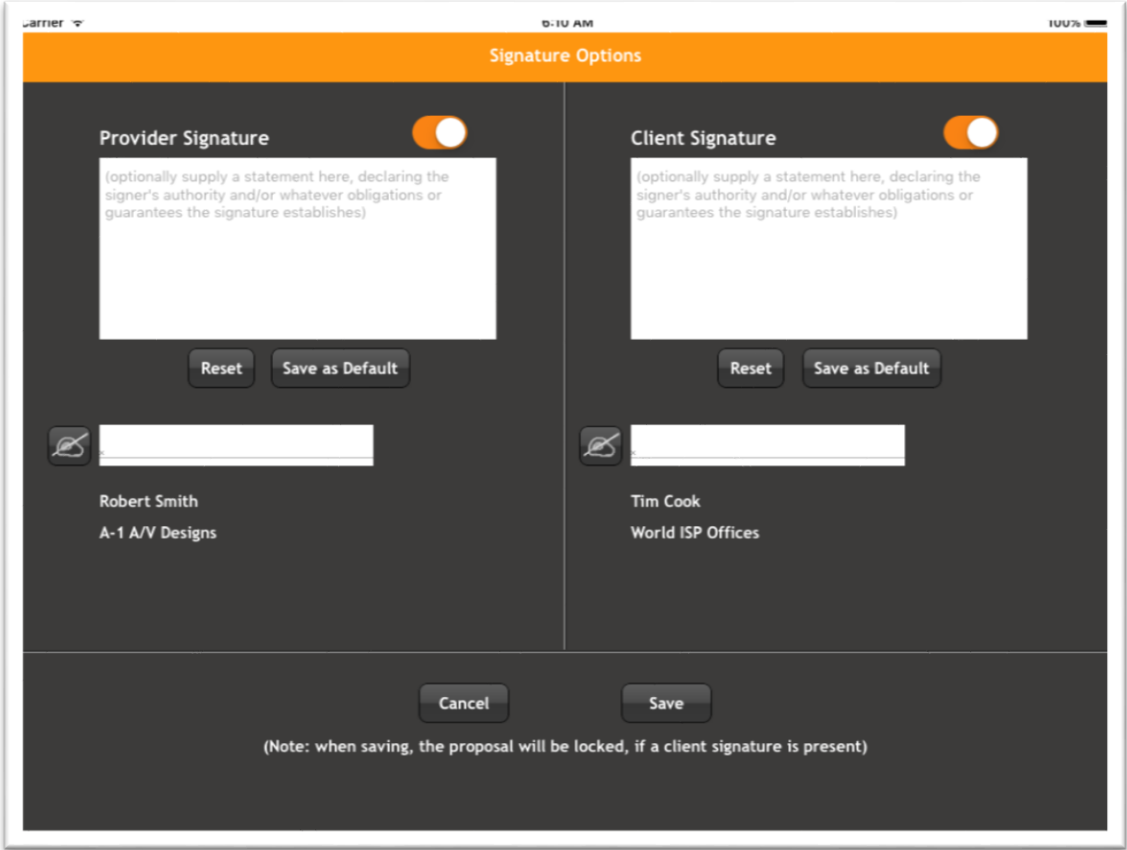 Carrier 6:10 AM 100%
Signature Options
Provider Signature
(optionally supply a statement here, declaring the
signer's authority and/or whatever obligations or
guarantees the signature establishes)
Reset Save as Default
x
Robert Smith
A-1 A/V Designs
Client Signature
(optionally supply a statement here, declaring the
signer's authority and/or whatever obligations or
guarantees the signature establishes)
Reset Save as Default
x
Tim Cook
World ISP Offices
Cancel Save
(Note: when saving, the proposal will be locked, if a client signature is present)